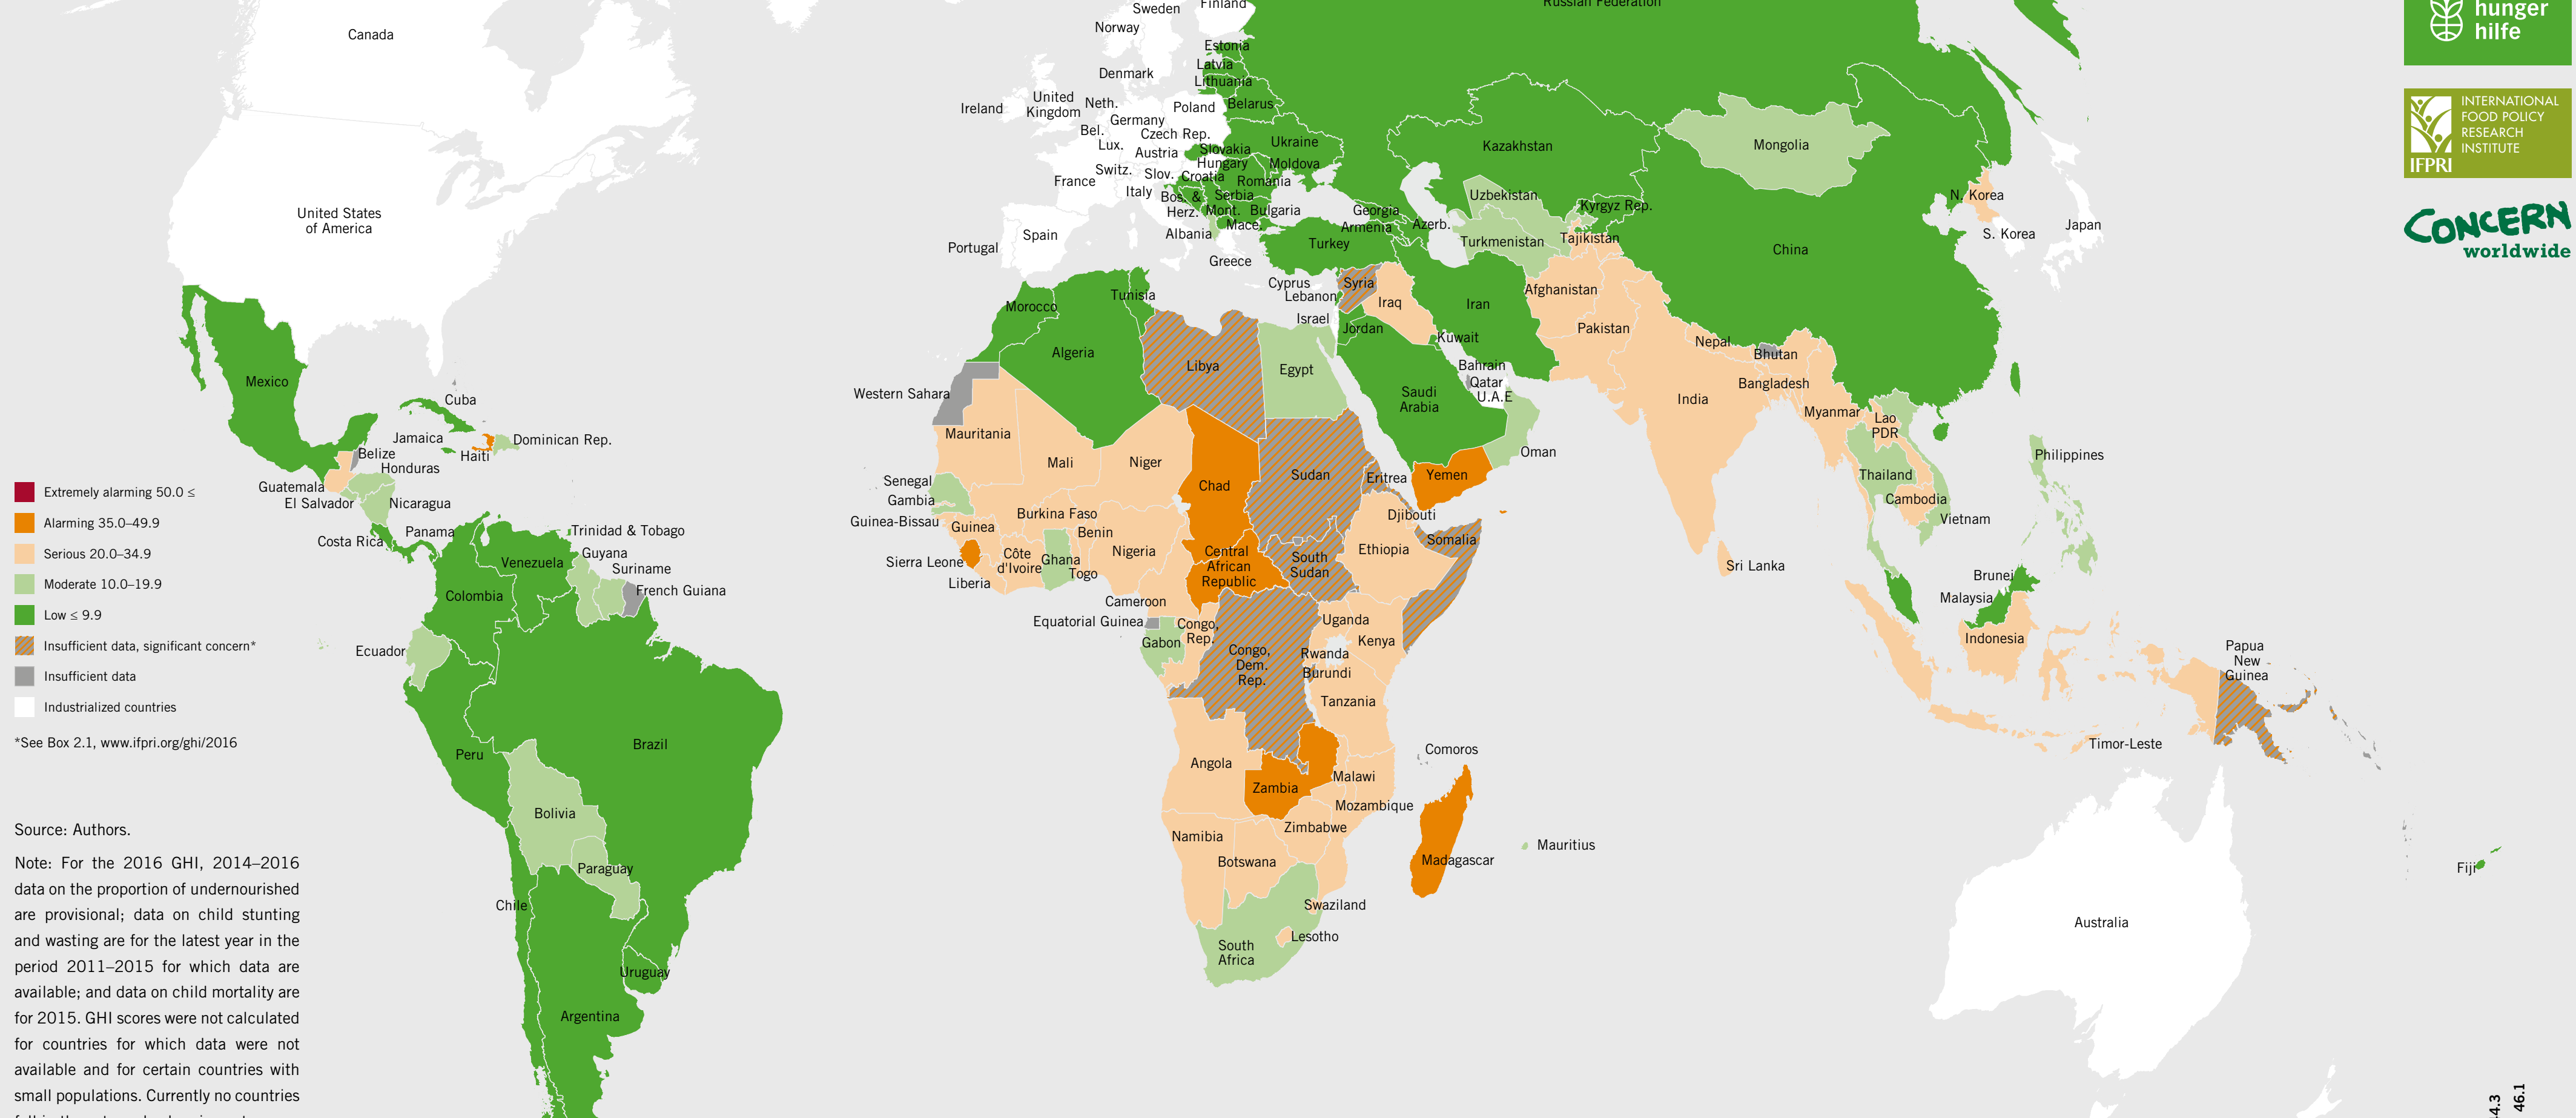 Russian Federation
Finland
Sweden
Norway
Canada
hunger
hilfe
Estonia
Latvia
Lithuania
Denmark
Ireland
United
Kingdom
Neth.
Poland
Belarus
Germany
Bel.
Czech Rep.
Lux.
Austria
Slovakia
Ukraine
Hungary
Moldova
Switz.
Slov.
Croatia
Romania
France
Italy
Bos. &
Herz.
Serbia
Mont.
Bulgaria
Mace.
Albania
Georgia
Armenia
Azerb.
Turkey
Portugal
Spain
Greece
Kazakhstan
Mongolia
Uzbekistan
Kyrgyz Rep.
Turkmenistan
Tajikistan
China
N. Korea
S. Korea
Japan
INTERNATIONAL
FOOD POLICY
RESEARCH
INSTITUTE
IFPRI
CONCERN
worldwide
United States
of America
Mexico
Cuba
Jamaica
Haiti
Dominican Rep.
Belize
Honduras
Guatemala
El Salvador
Nicaragua
Costa Rica
Panama
Trinidad & Tobago
Venezuela
Guyana
Suriname
French Guiana
Colombia
Ecuador
Peru
Brazil
Bolivia
Paraguay
Chile
Uruguay
Argentina
Cyprus
Lebanon
Israel
Syria
Iraq
Jordan
Iran
Kuwait
Bahrain
Qatar
U.A.E
Saudi
Arabia
Oman
Yemen
Afghanistan
Pakistan
Nepal
Bhutan
Bangladesh
India
Myanmar
Lao
PDR
Thailand
Cambodia
Vietnam
Philippines
Sri Lanka
Brunei
Malaysia
Indonesia
Papua
New
Guinea
Timor-Leste
Australia
Fiji
Morocco
Tunisia
Algeria
Libya
Egypt
Western Sahara
Mauritania
Mali
Niger
Chad
Sudan
Eritrea
Djibouti
Somalia
Ethiopia
Senegal
Gambia
Guinea-Bissau
Guinea
Sierra Leone
Liberia
Burkina Faso
Côte
d'Ivoire
Ghana
Togo
Benin
Nigeria
Central
African
Republic
South
Sudan
Cameroon
Equatorial Guinea
Gabon
Congo,
Rep.
Congo,
Dem.
Rep.
Uganda
Kenya
Rwanda
Burundi
Tanzania
Comoros
Angola
Zambia
Malawi
Mozambique
Zimbabwe
Namibia
Botswana
Madagascar
Mauritius
Swaziland
Lesotho
South
Africa
Extremely alarming 50.0 ≤
Alarming 35.0–49.9
Serious 20.0–34.9
Moderate 10.0–19.9
Low ≤ 9.9
Insufficient data, significant concern*
Insufficient data
Industrialized countries
*See Box 2.1, www.ifpri.org/ghi/2016
Source: Authors.
Note: For the 2016 GHI, 2014–2016
data on the proportion of undernourished
are provisional; data on child stunting
and wasting are for the latest year in the
period 2011–2015 for which data are
available; and data on child mortality are
for 2015. GHI scores were not calculated
for countries for which data were not
available and for certain countries with
small populations. Currently no countries
46.1